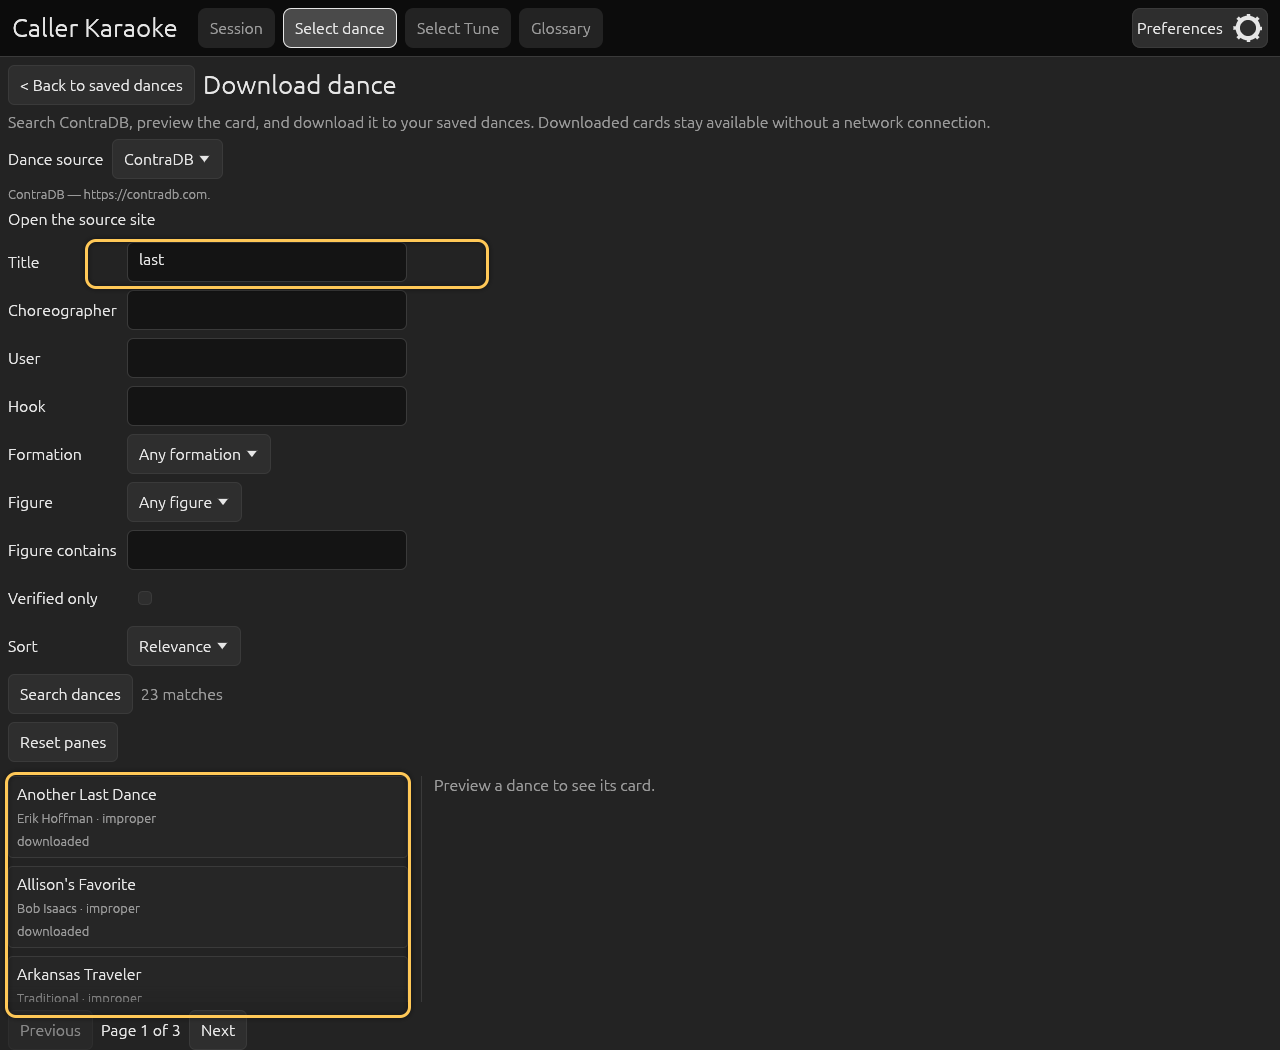 Caller Karaoke Session Select dance Select Tune Glossary Preferences
< Back to saved dances Download dance
Search ContraDB, preview the card, and download it to your saved dances. Downloaded cards stay available without a network connection.
Dance source ContraDB
ContraDB — https://contradb.com.
Open the source site
Title last
Choreographer
User
Hook
Formation Any formation
Figure Any figure
Figure contains
Verified only
Sort Relevance
Search dances 23 matches
Reset panes
Another Last Dance
Erik Hoffman · improper
downloaded
Allison's Favorite
Bob Isaacs · improper
downloaded
Arkansas Traveler
Traditional · improper
Preview a dance to see its card.
Previous Page 1 of 3 Next